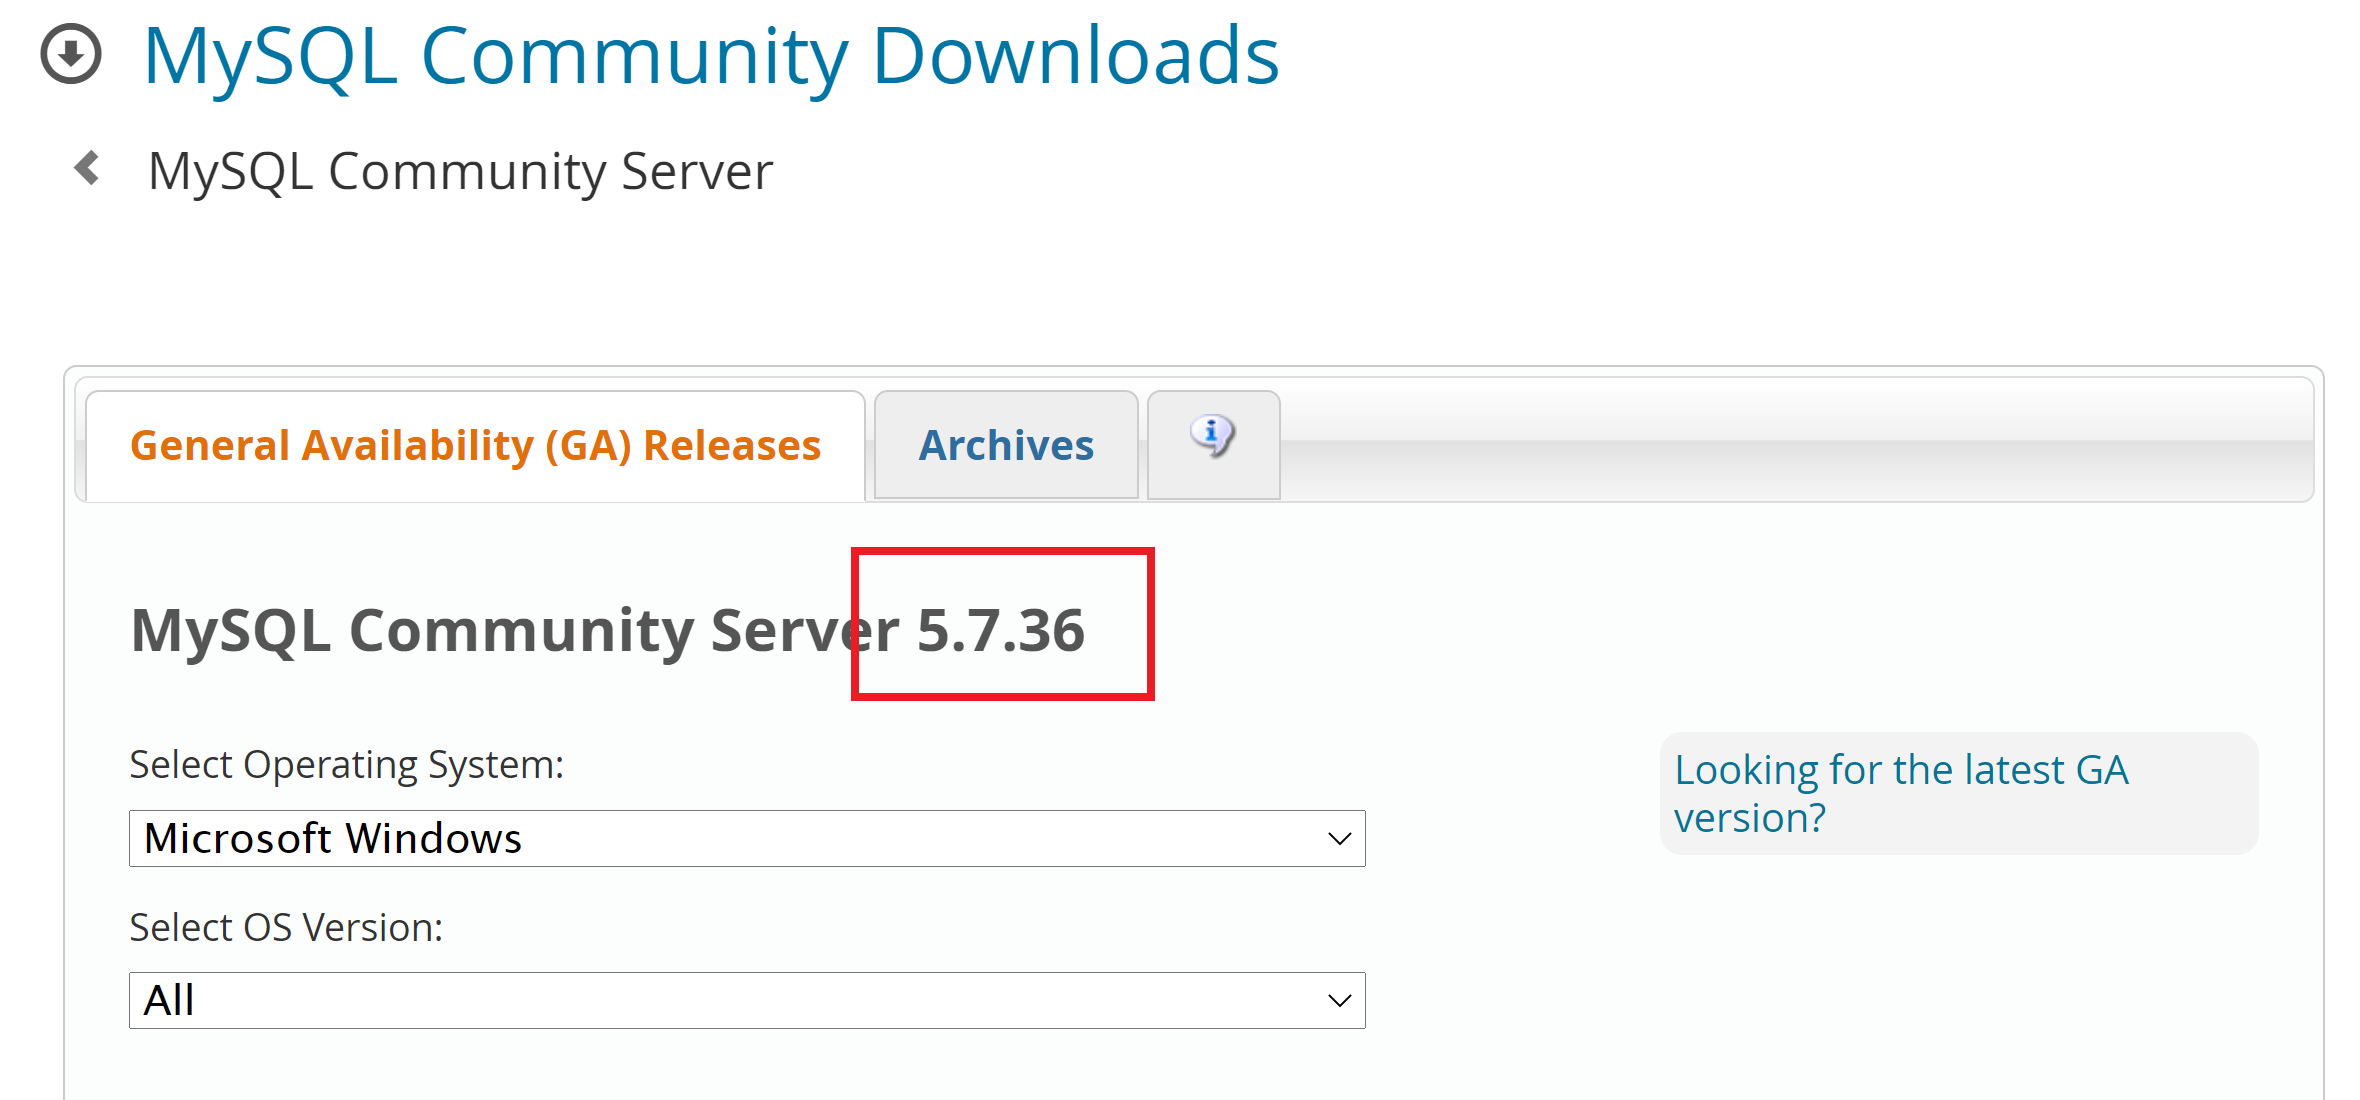 MySQL Community Downloads
MySQL Community Server
General Availability (GA) Releases
Archives
MySQL Community Server 5.7.36
Select Operating System:
Microsoft Windows
Looking for the latest GA
version?
Select OS Version:
All